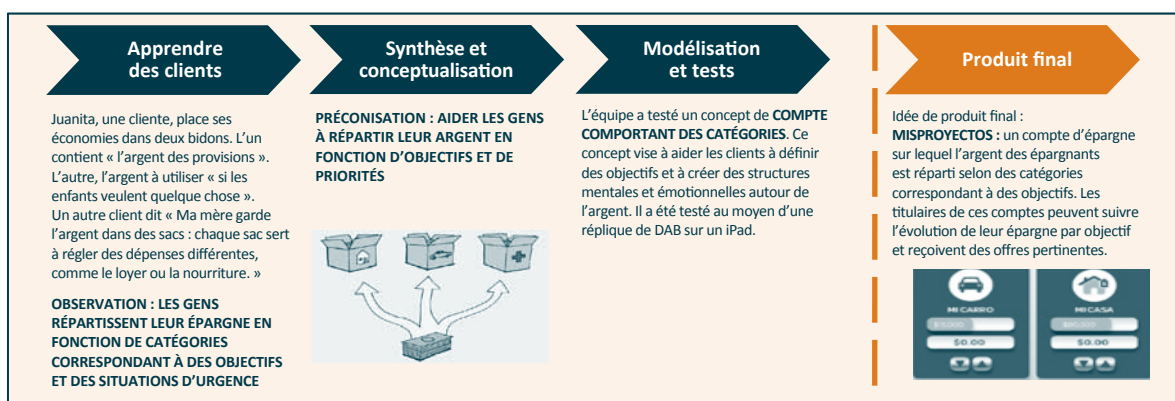 Apprendre
des clients
Juanita, une cliente, place ses
économies dans deux bidons. L’un
contient « l’argent des provisions ».
L’autre, l’argent à utiliser « si les
enfants veulent quelque chose ».
Un autre client dit « Ma mère garde
l’argent dans des sacs : chaque sac sert
à régler des dépenses différentes,
comme le loyer ou la nourriture. »
OBSERVATION : LES GENS
RÉPARTISSENT LEUR ÉPARGNE EN
FONCTION DE CATÉGORIES
CORRESPONDANT À DES OBJECTIFS
ET DES SITUATIONS D’URGENCE
Synthèse et
conceptualisation
PRÉCONISATION : AIDER LES GENS
À RÉPARTIR LEUR ARGENT EN
FONCTION D’OBJECTIFS ET DE
PRIORITÉS
Modélisation
et tests
L’équipe a testé un concept de COMPTE
COMPORTANT DES CATÉGORIES. Ce
concept vise à aider les clients à définir
des objectifs et à créer des structures
mentales et émotionnelles autour de
l’argent. Il a été testé au moyen d’une
réplique de DAB sur un iPad.
Produit final
Idée de produit final :
MISPROYECTOS : un compte d’épargne
sur lequel l’argent des épargnants
est réparti selon des catégories
correspondant à des objectifs. Les
titulaires de ces comptes peuvent suivre
l’évolution de leur épargne par objectif
et reçoivent des offres pertinentes.
MI CARRO
$0.00
MI CASA
$0.00